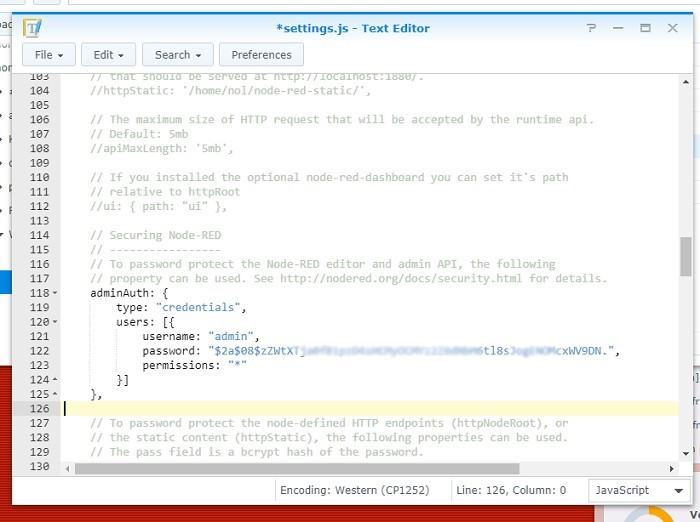 *settings.js - Text Editor
File Edit Search Preferences
103 // that should be served at http://localhost:1880/.
104 //httpStatic: '/home/nol/node-red-static/',
105
106 // The maximum size of HTTP request that will be accepted by the runtime api.
107 // Default: 5mb
108 //apiMaxLength: '5mb',
109
110 // If you installed the optional node-red-dashboard you can set it's path
111 // relative to httpRoot
112 //ui: { path: "ui" },
113
114 // Securing Node-RED
115 // -----------------
116 // To password protect the Node-RED editor and admin API, the following
117 // property can be used. See http://nodered.org/docs/security.html for details.
118 adminAuth: {
119 type: "credentials",
120 users: [{
121 username: "admin",
122 password: "$2a$08$zZWtXT tl8s cxWV9DN.",
123 permissions: "*"
124 }]
125 },
126
127 // To password protect the node-defined HTTP endpoints (httpNodeRoot), or
128 // the static content (httpStatic), the following properties can be used.
129 // The pass field is a bcrypt hash of the password.
130
Encoding: Western (CP1252) Line: 126, Column: 0 JavaScript